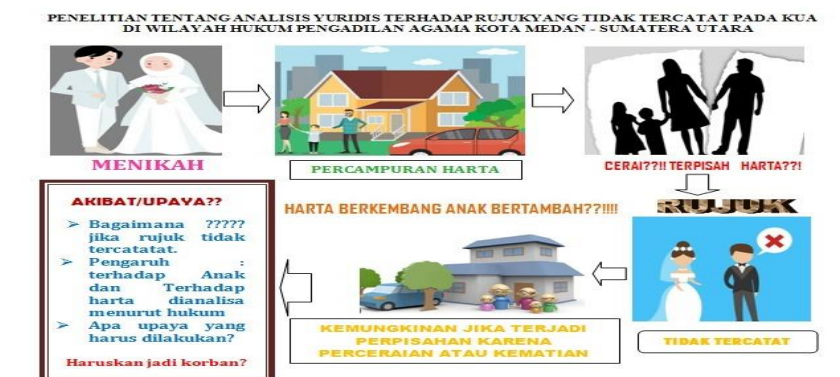 PENELITIAN TENTANG ANALISIS YURIDIS TERHADAP RUJUKYANG TIDAK TERCATAT PADA KUA
DI WILAYAH HUKUM PENGADILAN AGAMA KOTA MEDAN - SUMATERA UTARA
MENIKAH
PERCAMPURAN HARTA
CERAI??!! TERPISAH HARTA??!
RUJUK
TIDAK TERCATAT
HARTA BERKEMBANG ANAK BERTAMBAH??!!!!
KEMUNGKINAN JIKA TERJADI
PERPISAHAN KARENA
PERCERAIAN ATAU KEMATIAN
AKIBAT/UPAYA??
➢ Bagaimana ?????
jika rujuk tidak
tercatatat.
➢ Pengaruh :
terhadap Anak
dan Terhadap
harta dianalisa
menurut hukum
➢ Apa upaya yang
harus dilakukan?
Haruskan jadi korban?